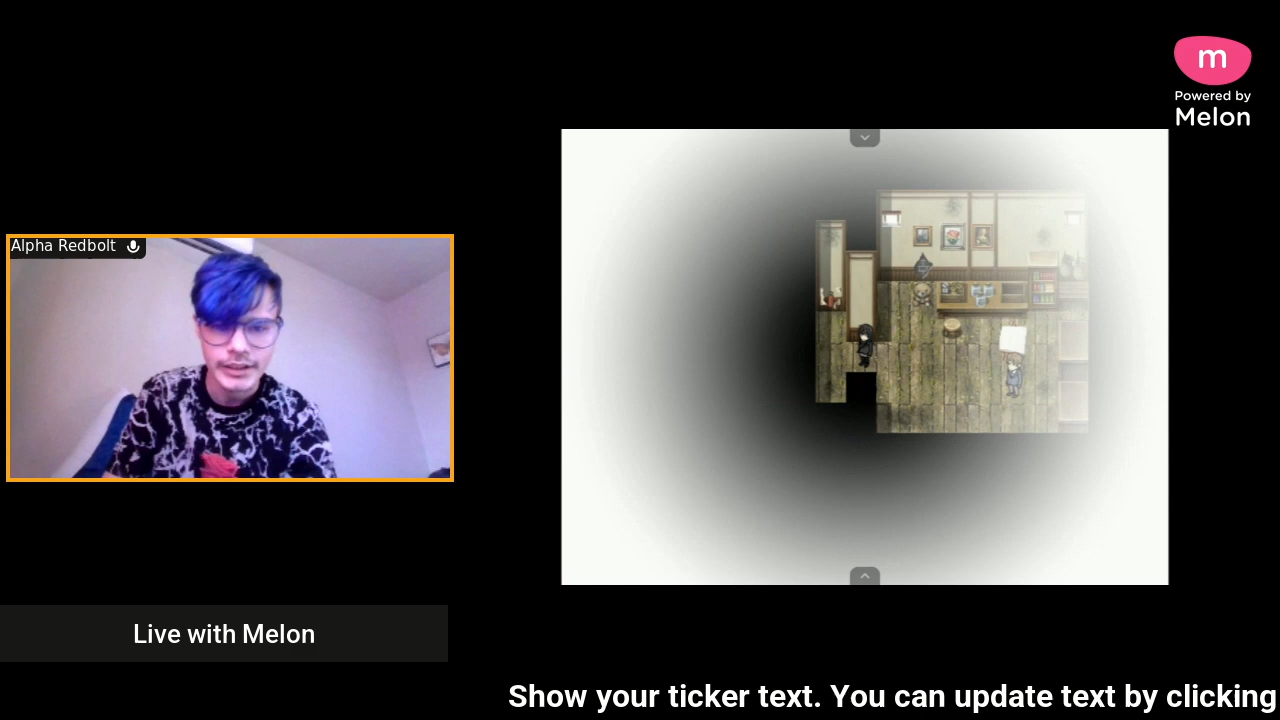 m
Powered by
Melon
Alpha Redbolt
Live with Melon
Show your ticker text. You can update text by clicking